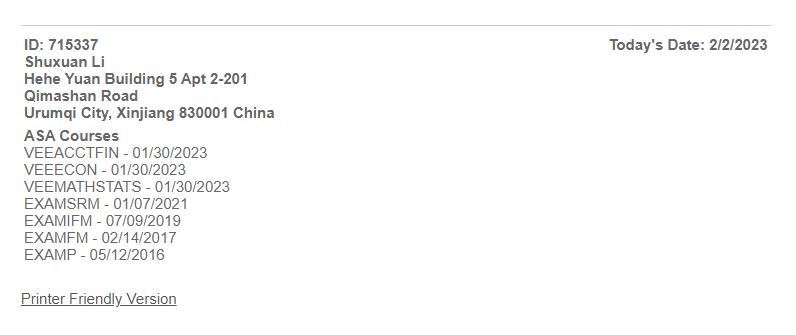 ID: 715337 Today's Date: 2/2/2023
Shuxuan Li
Hehe Yuan Building 5 Apt 2-201
Qimashan Road
Urumqi City, Xinjiang 830001 China
ASA Courses
VEEACCTFIN - 01/30/2023
VEEECON - 01/30/2023
VEEMATHSTATS - 01/30/2023
EXAMSRM - 01/07/2021
EXAMIFM - 07/09/2019
EXAMFM - 02/14/2017
EXAMP - 05/12/2016
Printer Friendly Version